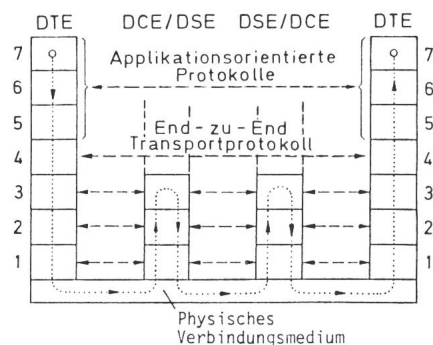 DTE DCE/DSE DSE/DCE DTE
7 Applikationsorientierte 7
Protokolle
6 6
5 5
End-zu-End
Transportprotokoll
4 4
3 3
2 2
1 1
Physisches
Verbindungsmedium